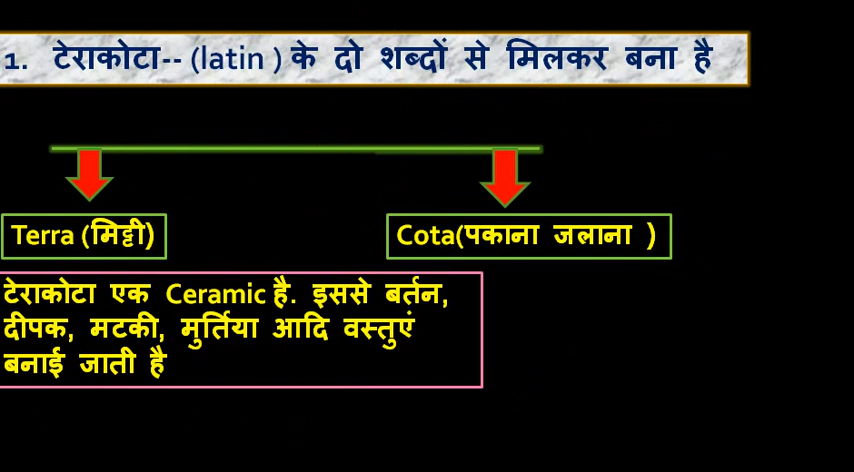 1. टेराकोटा-- (latin ) के दो शब्दों से मिलकर बना है
Terra (मिट्टी)
Cota(पकाना जलाना )
टेराकोटा एक Ceramic है. इससे बर्तन,
दीपक, मटकी, मुर्तिया आदि वस्तुएं
बनाई जाती है